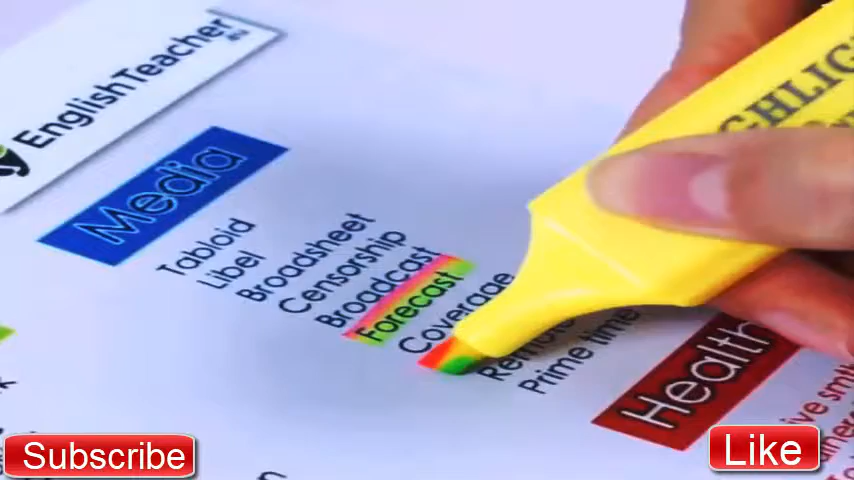 EnglishTeacher
Media
Tabloid
Libel
Broadsheet
Censorship
Broadcast
Forecast
Coverage
Prime time
Health
Subscribe
Like